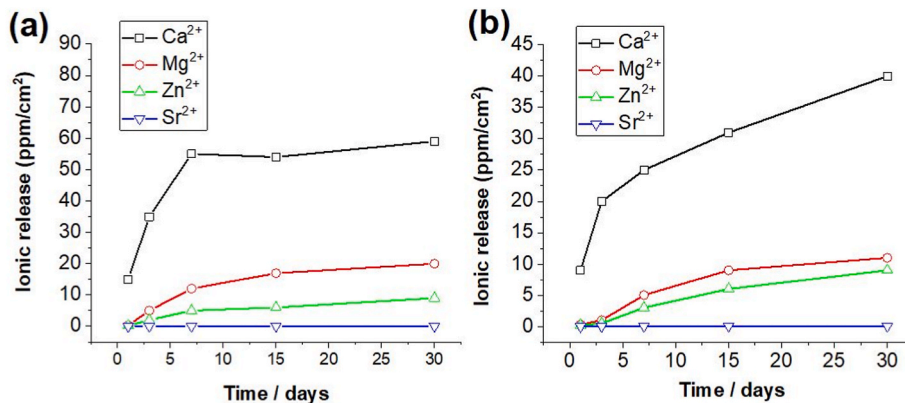 (a)
Ca²⁺
Mg²⁺
Zn²⁺
Sr²⁺
90
80
70
60
50
40
30
20
10
0
Ionic release (ppm/cm²)
0 5 10 15 20 25 30
Time / days
(b)
Ca²⁺
Mg²⁺
Zn²⁺
Sr²⁺
45
40
35
30
25
20
15
10
5
0
Ionic release (ppm/cm²)
0 5 10 15 20 25 30
Time / days